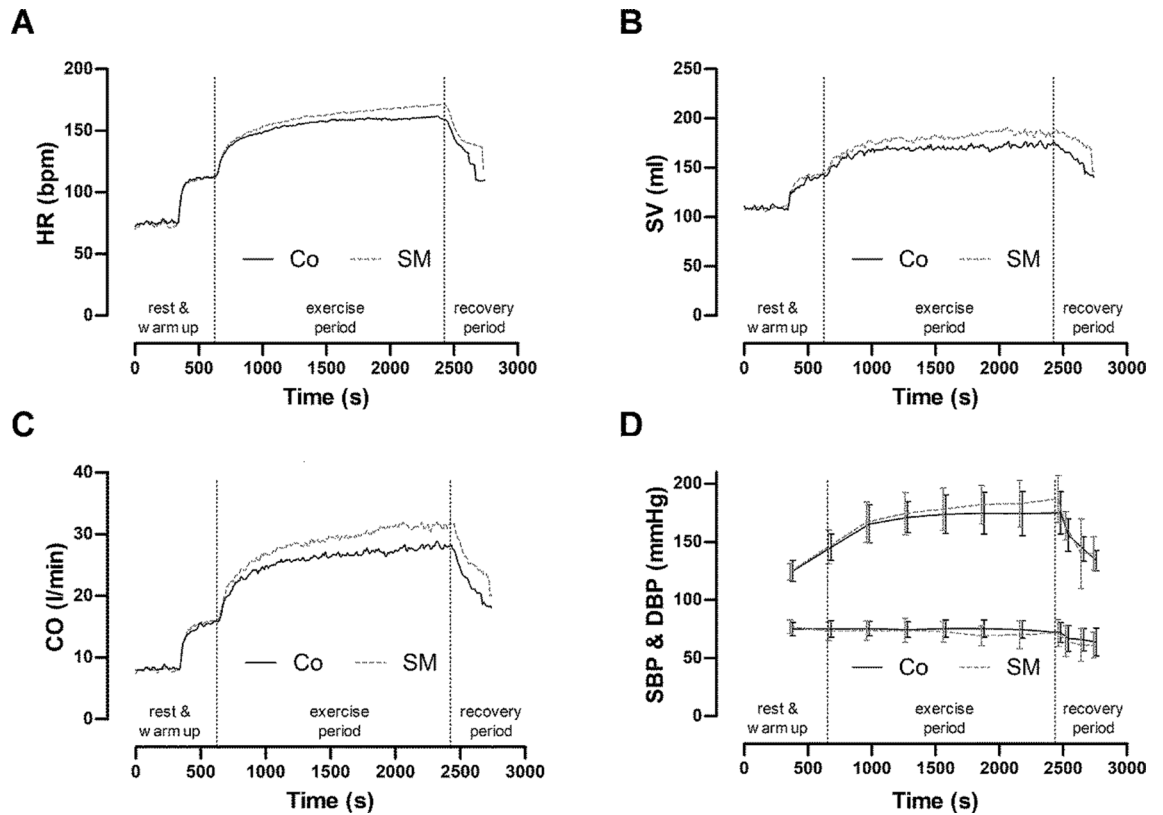 A
HR (bpm)
200
150
100
50
0
Co SM
rest & exercise recovery
warm up period period
0 500 1000 1500 2000 2500 3000
Time (s)
B
SV (ml)
250
200
150
100
50
0
Co SM
rest & exercise recovery
warm up period period
0 500 1000 1500 2000 2500 3000
Time (s)
C
CO (l/min)
40
30
20
10
0
Co SM
rest & exercise recovery
warm up period period
0 500 1000 1500 2000 2500 3000
Time (s)
D
SBP & DBP (mmHg)
200
150
100
50
0
Co SM
rest & exercise recovery
warm up period period
0 500 1000 1500 2000 2500 3000
Time (s)